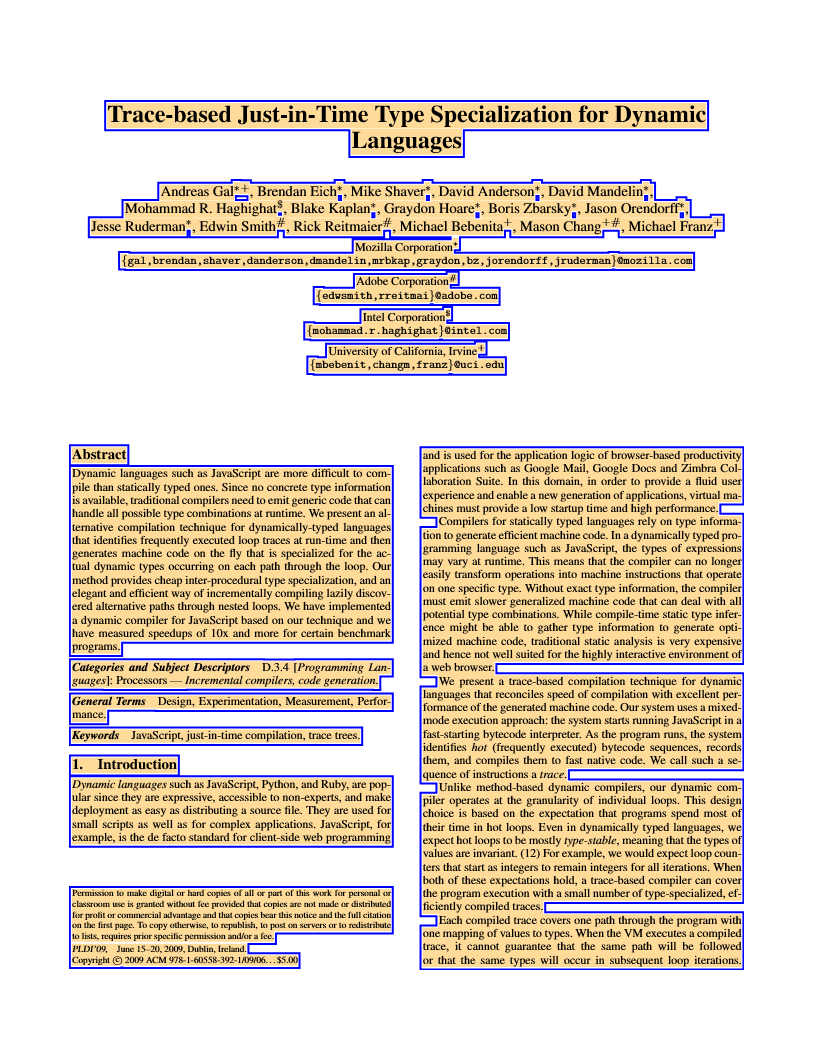 Trace-based Just-in-Time Type Specialization for Dynamic
Languages
Andreas Gal*+, Brendan Eich*, Mike Shaver*, David Anderson*, David Mandelin*,
Mohammad R. Haghighat$, Blake Kaplan*, Graydon Hoare*, Boris Zbarsky*, Jason Orendorff*,
Jesse Ruderman*, Edwin Smith#, Rick Reitmaier#, Michael Bebenita+, Mason Chang+#, Michael Franz+
Mozilla Corporation*
{gal,brendan,shaver,danderson,dmandelin,mrbkap,graydon,bz,jorendorff,jruderman}@mozilla.com
Adobe Corporation#
{edwsmith,rreitmai}@adobe.com
Intel Corporation$
{mohammad.r.haghighat}@intel.com
University of California, Irvine+
{mbebenit,changm,franz}@uci.edu
Abstract
Dynamic languages such as JavaScript are more difficult to com-
pile than statically typed ones. Since no concrete type information
is available, traditional compilers need to emit generic code that can
handle all possible type combinations at runtime. We present an al-
ternative compilation technique for dynamically-typed languages
that identifies frequently executed loop traces at run-time and then
generates machine code on the fly that is specialized for the ac-
tual dynamic types occurring on each path through the loop. Our
method provides cheap inter-procedural type specialization, and an
elegant and efficient way of incrementally compiling lazily discov-
ered alternative paths through nested loops. We have implemented
a dynamic compiler for JavaScript based on our technique and we
have measured speedups of 10x and more for certain benchmark
programs.
Categories and Subject Descriptors D.3.4 [Programming Lan-
guages]: Processors — Incremental compilers, code generation.
General Terms Design, Experimentation, Measurement, Perfor-
mance.
Keywords JavaScript, just-in-time compilation, trace trees.
1. Introduction
Dynamic languages such as JavaScript, Python, and Ruby, are pop-
ular since they are expressive, accessible to non-experts, and make
deployment as easy as distributing a source file. They are used for
small scripts as well as for complex applications. JavaScript, for
example, is the de facto standard for client-side web programming
Permission to make digital or hard copies of all or part of this work for personal or
classroom use is granted without fee provided that copies are not made or distributed
for profit or commercial advantage and that copies bear this notice and the full citation
on the first page. To copy otherwise, to republish, to post on servers or to redistribute
to lists, requires prior specific permission and/or a fee.
PLDI'09, June 15–20, 2009, Dublin, Ireland.
Copyright © 2009 ACM 978-1-60558-392-1/09/06...$5.00
and is used for the application logic of browser-based productivity
applications such as Google Mail, Google Docs and Zimbra Col-
laboration Suite. In this domain, in order to provide a fluid user
experience and enable a new generation of applications, virtual ma-
chines must provide a low startup time and high performance.
Compilers for statically typed languages rely on type informa-
tion to generate efficient machine code. In a dynamically typed pro-
gramming language such as JavaScript, the types of expressions
may vary at runtime. This means that the compiler can no longer
easily transform operations into machine instructions that operate
on one specific type. Without exact type information, the compiler
must emit slower generalized machine code that can deal with all
potential type combinations. While compile-time static type infer-
ence might be able to gather type information to generate opti-
mized machine code, traditional static analysis is very expensive
and hence not well suited for the highly interactive environment of
a web browser.
We present a trace-based compilation technique for dynamic
languages that reconciles speed of compilation with excellent per-
formance of the generated machine code. Our system uses a mixed-
mode execution approach: the system starts running JavaScript in a
fast-starting bytecode interpreter. As the program runs, the system
identifies hot (frequently executed) bytecode sequences, records
them, and compiles them to fast native code. We call such a se-
quence of instructions a trace.
Unlike method-based dynamic compilers, our dynamic com-
piler operates at the granularity of individual loops. This design
choice is based on the expectation that programs spend most of
their time in hot loops. Even in dynamically typed languages, we
expect hot loops to be mostly type-stable, meaning that the types of
values are invariant. (12) For example, we would expect loop coun-
ters that start as integers to remain integers for all iterations. When
both of these expectations hold, a trace-based compiler can cover
the program execution with a small number of type-specialized, ef-
ficiently compiled traces.
Each compiled trace covers one path through the program with
one mapping of values to types. When the VM executes a compiled
trace, it cannot guarantee that the same path will be followed
or that the same types will occur in subsequent loop iterations.